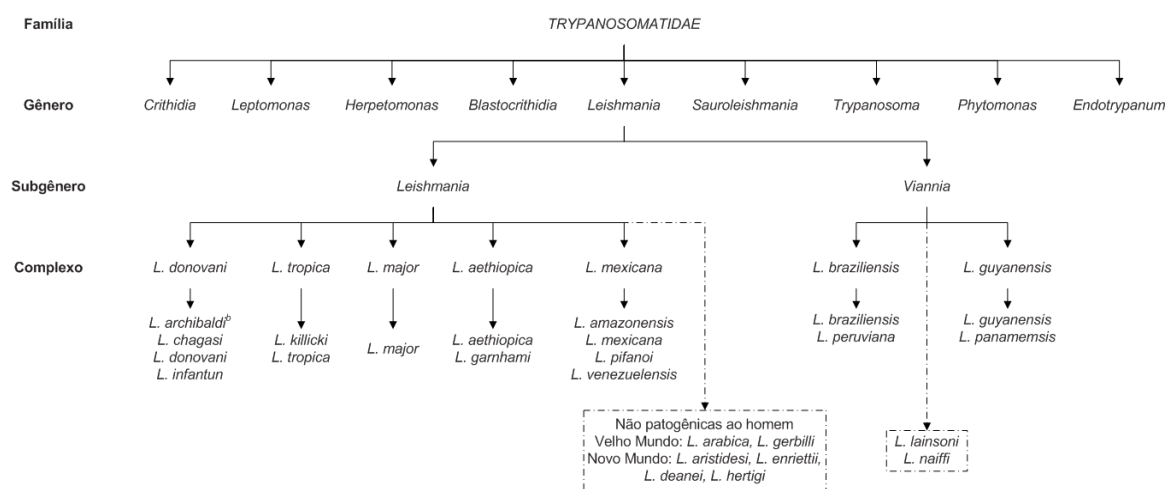 Família TRYPANOSOMATIDAE
Gênero Crithidia Leptomonas Herpetomonas Blastocrithidia Leishmania Sauroleishmania Trypanosoma Phytomonas Endotrypanum
Subgênero Leishmania Viannia
Complexo L. donovani L. tropica L. major L. aethiopica L. mexicana L. braziliensis L. guyanensis
L. archibaldiᵇ
L. chagasi
L. donovani
L. infantun
L. killicki
L. tropica
L. major
L. aethiopica
L. garnhami
L. amazonensis
L. mexicana
L. pifanoi
L. venezuelensis
L. braziliensis
L. peruviana
L. guyanensis
L. panamemsis
Não patogênicas ao homem
Velho Mundo: L. arabica, L. gerbilli
Novo Mundo: L. aristidesi, L. enriettii,
L. deanei, L. hertigi
L. lainsoni
L. naiffi